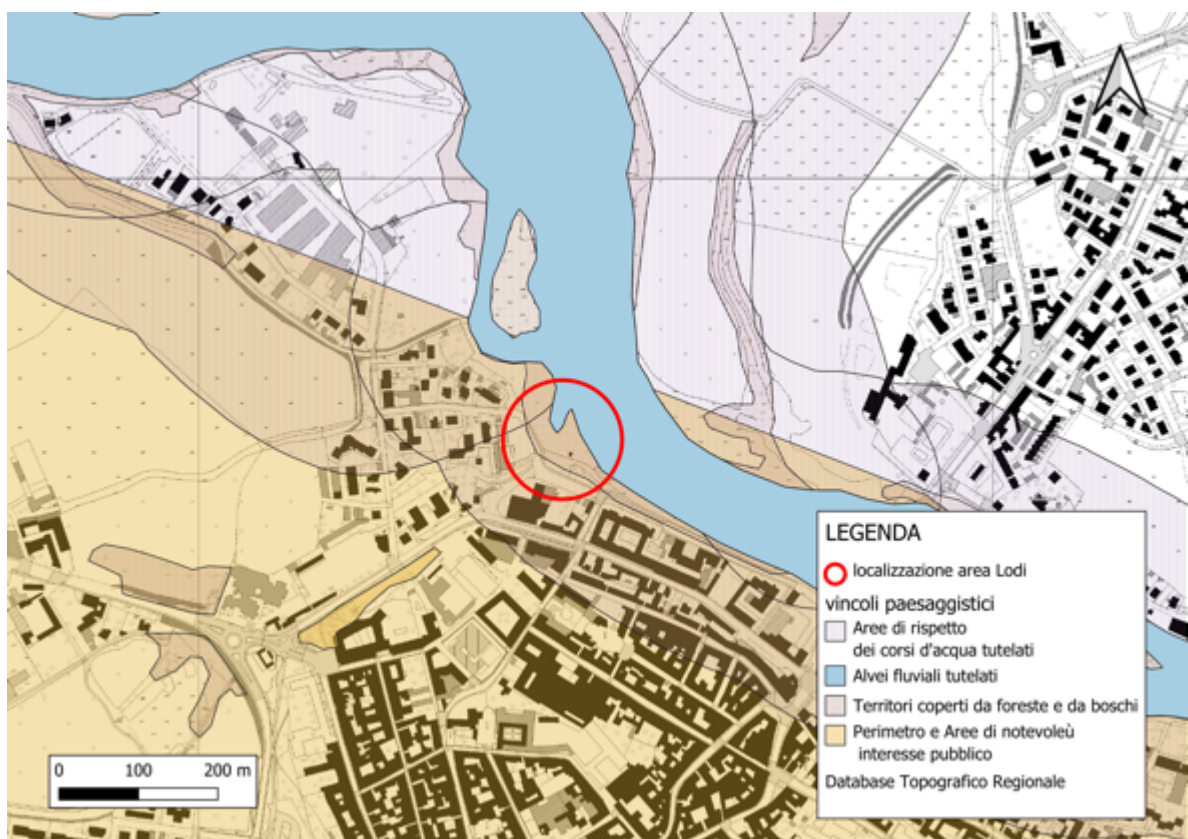 LEGENDA
localizzazione area Lodi
vincoli paesaggistici
Aree di rispetto
dei corsi d'acqua tutelati
Alvei fluviali tutelati
Territori coperti da foreste e da boschi
Perimetro e Aree di notevoleù
interesse pubblico
Database Topografico Regionale
0 100 200 m